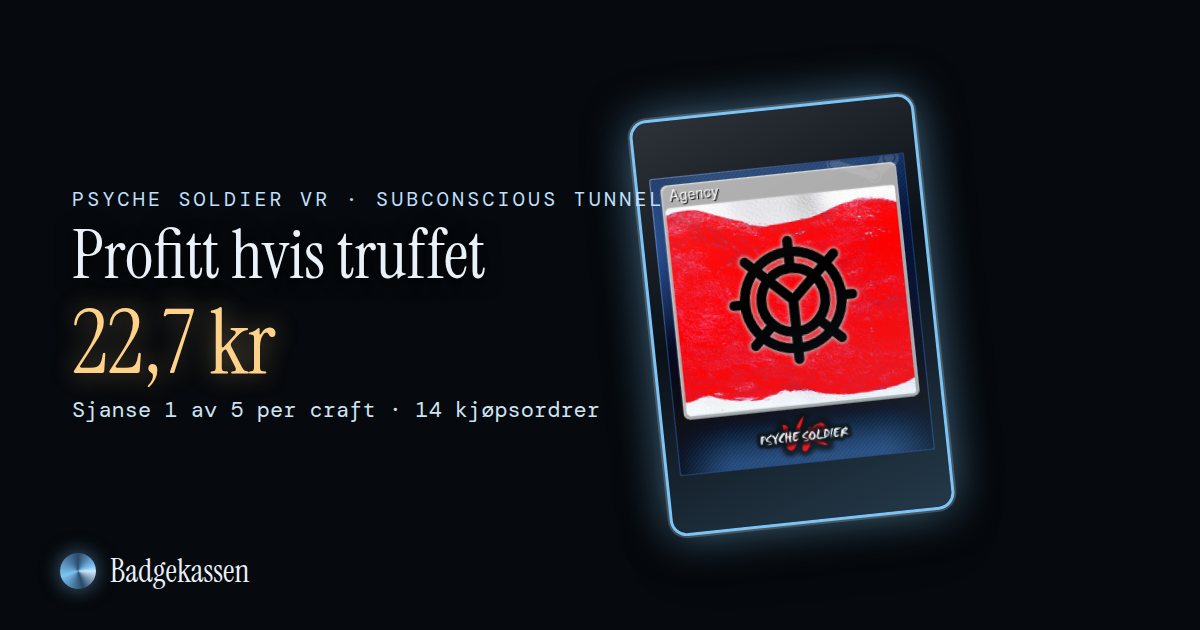 PSYCHE SOLDIER VR · SUBCONSCIOUS TUNNEL
Profitt hvis truffet
22,7 kr
Sjanse 1 av 5 per craft · 14 kjøpsordrer
Agency
PSYCHE SOLDIER
VR
Badgekassen